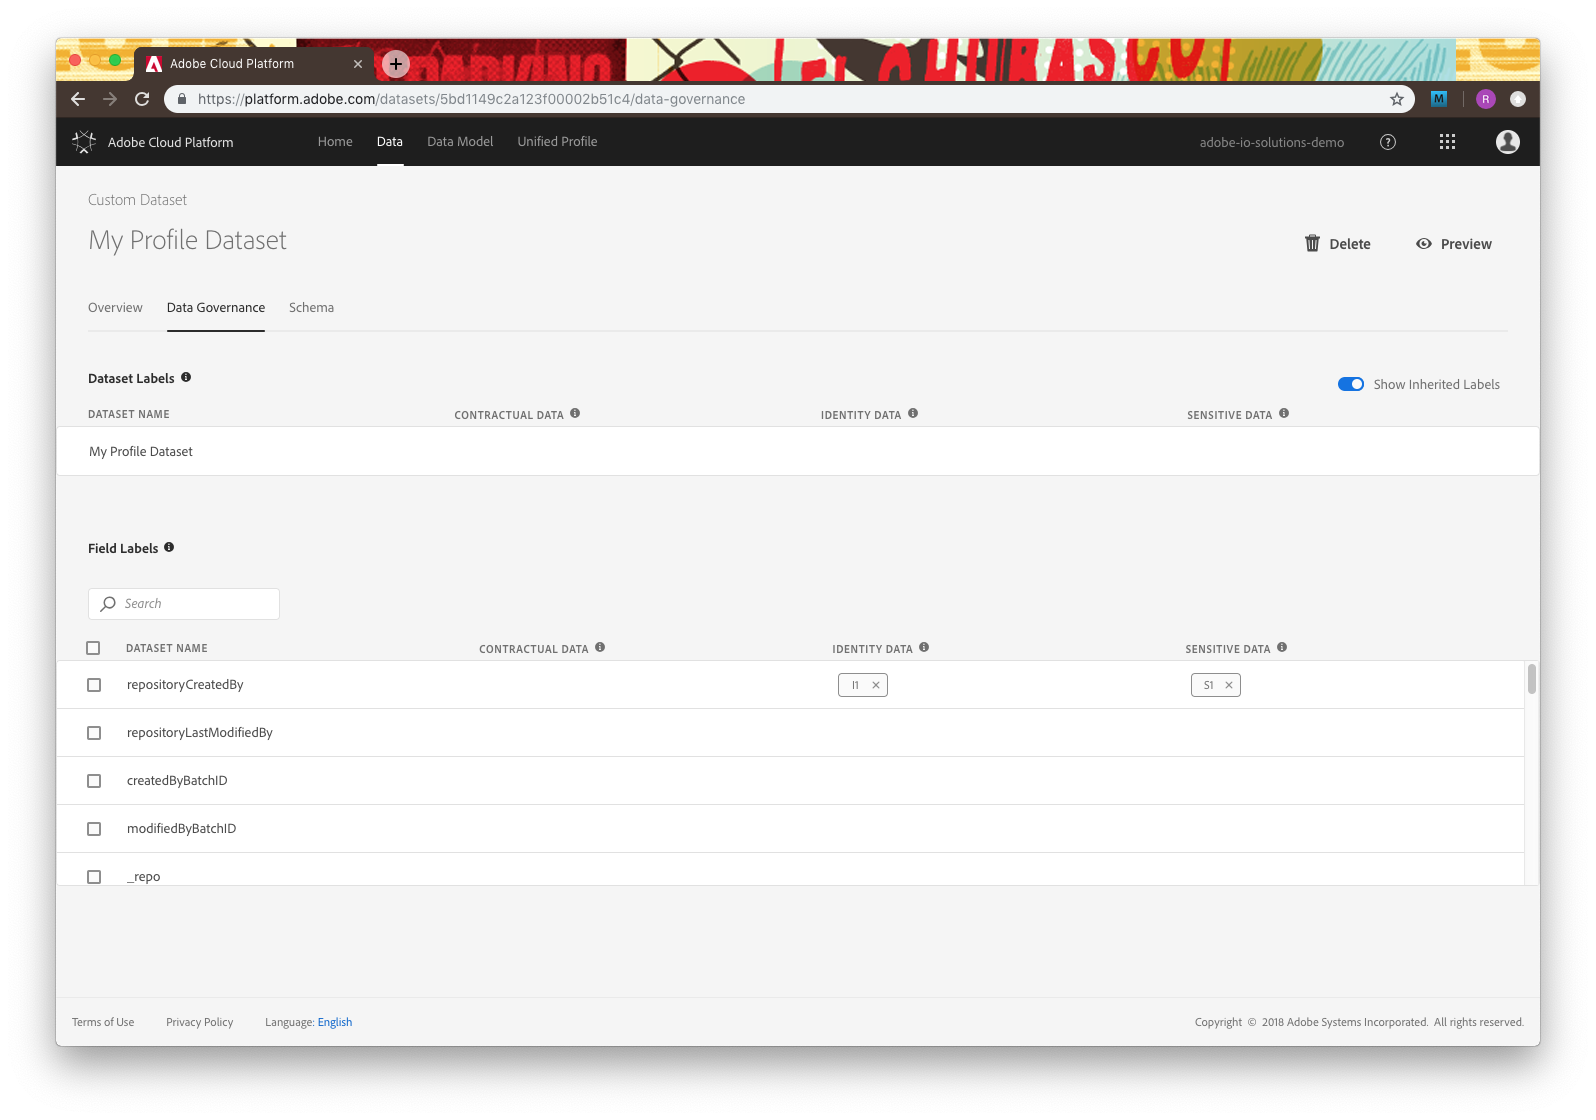 Adobe Cloud Platform
https://platform.adobe.com/datasets/5bd1149c2a123f00002b51c4/data-governance
M
R
Adobe Cloud Platform
Home
Data
Data Model
Unified Profile
adobe-io-solutions-demo
Custom Dataset
My Profile Dataset
Delete
Preview
Overview
Data Governance
Schema
Dataset Labels
Show Inherited Labels
DATASET NAME
CONTRACTUAL DATA
IDENTITY DATA
SENSITIVE DATA
My Profile Dataset
Field Labels
Search
DATASET NAME
CONTRACTUAL DATA
IDENTITY DATA
SENSITIVE DATA
repositoryCreatedBy
I1
S1
repositoryLastModifiedBy
createdByBatchID
modifiedByBatchID
_repo
Terms of Use
Privacy Policy
Language: English
Copyright © 2018 Adobe Systems Incorporated. All rights reserved.